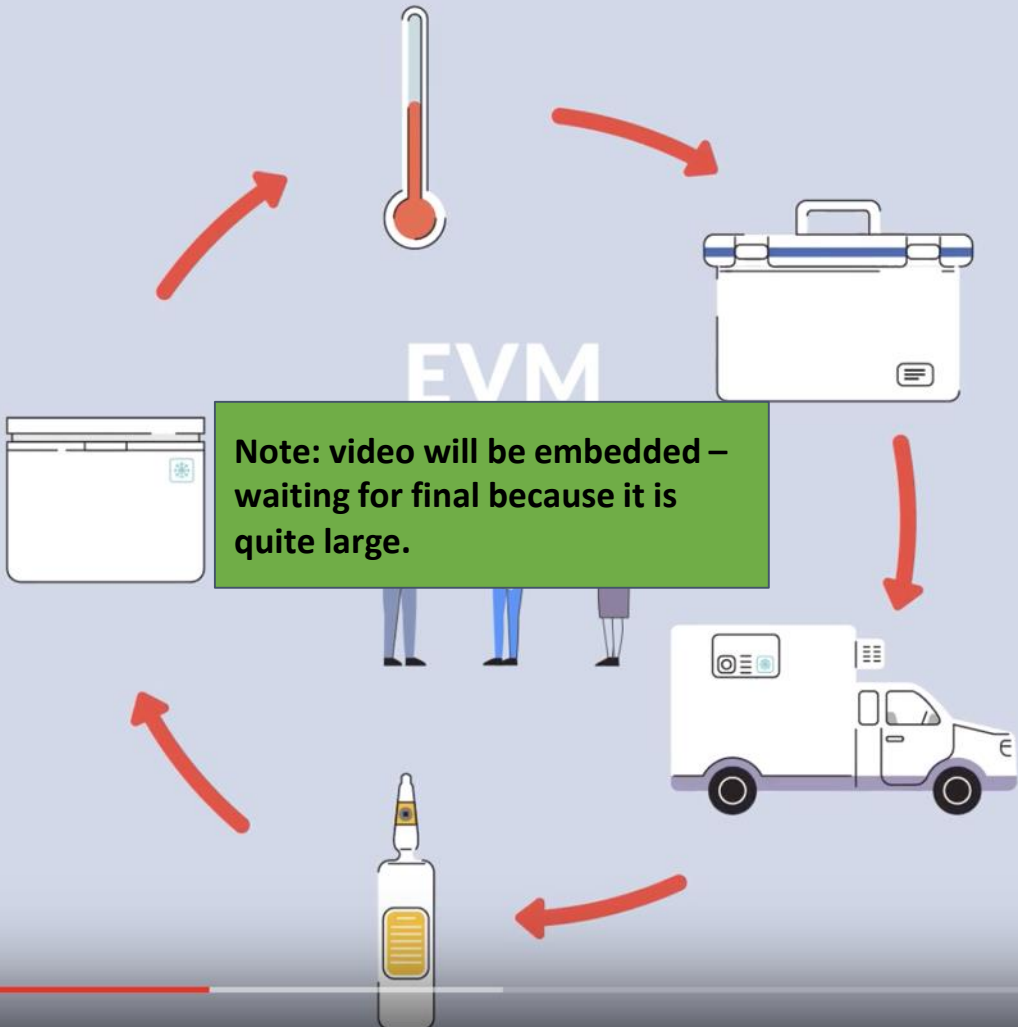 EVM
Note: video will be embedded –
waiting for final because it is
quite large.